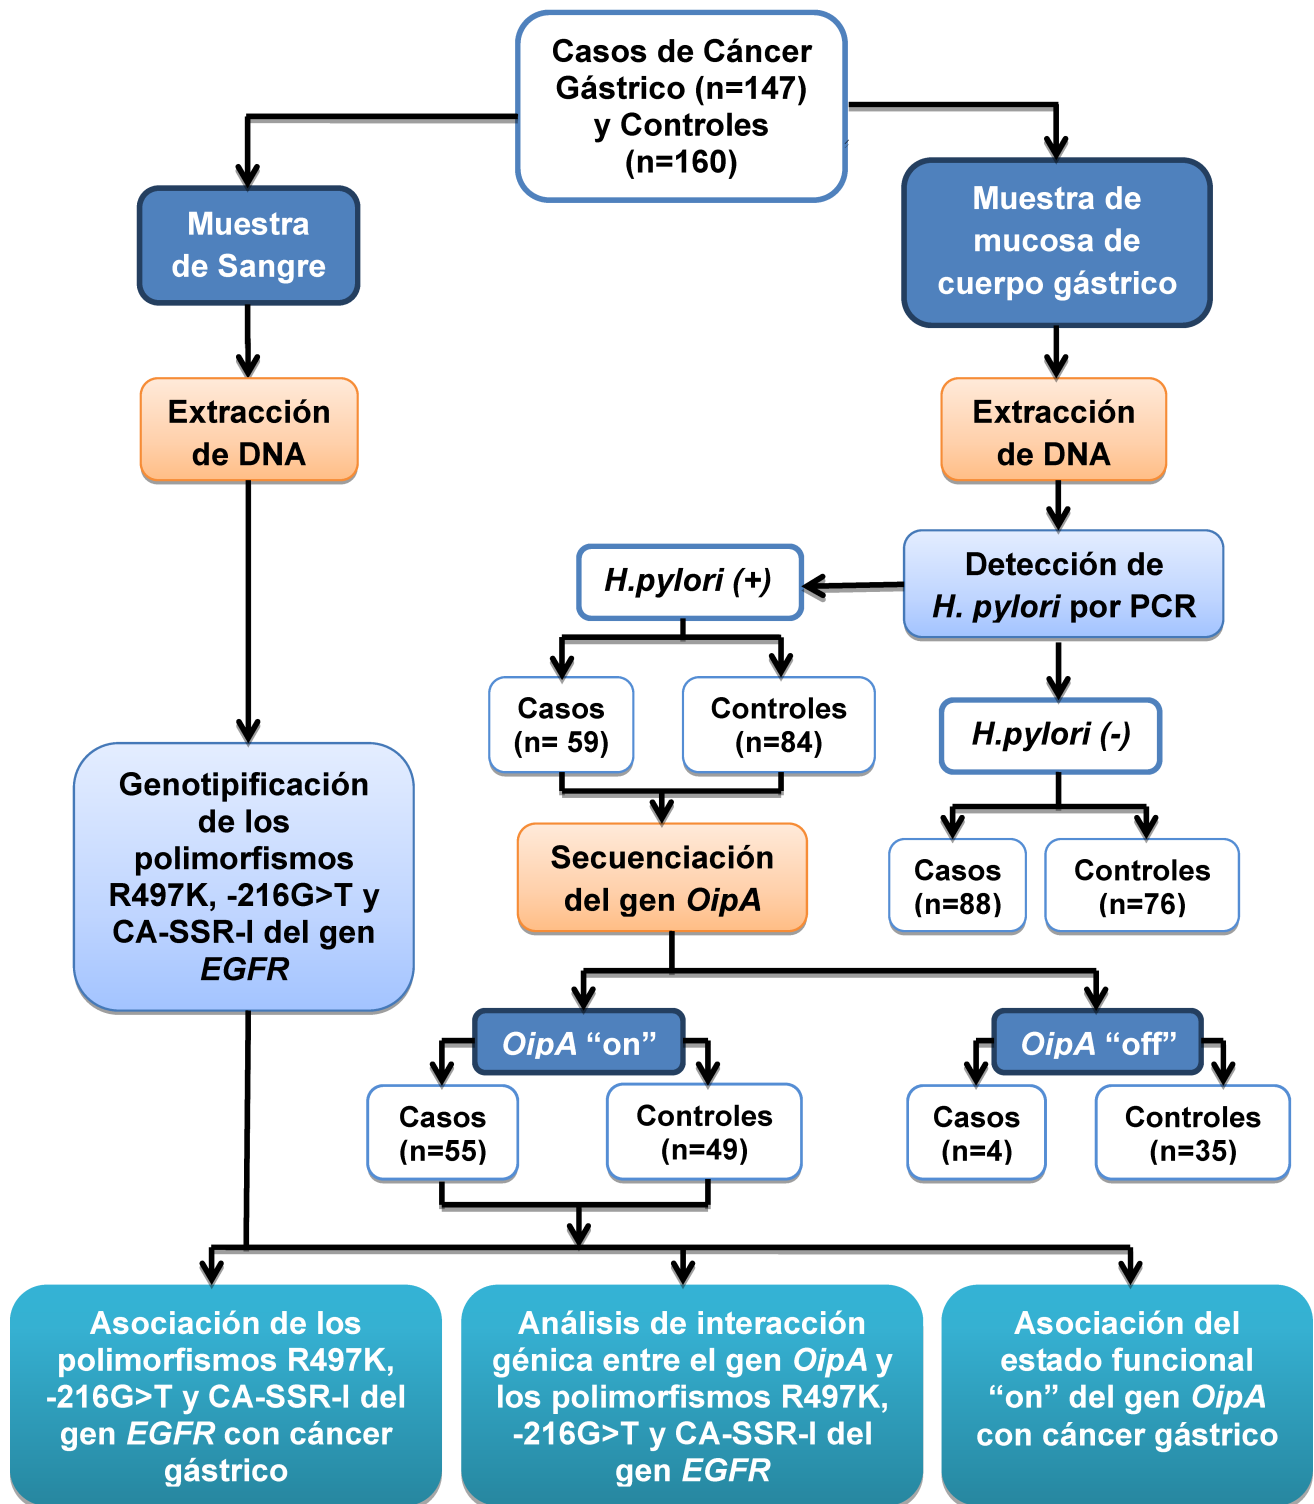 Casos de Cáncer
Gástrico (n=147)
y Controles
(n=160)
Muestra
de Sangre
Muestra de
mucosa de
cuerpo gástrico
Extracción
de DNA
Extracción
de DNA
H.pylori (+)
Detección de
H. pylori por PCR
Casos
(n= 59)
Controles
(n=84)
H.pylori (-)
Genotipificación
de los
polimorfismos
R497K, -216G>T y
CA-SSR-I del gen
EGFR
Secuenciación
del gen OipA
Casos
(n=88)
Controles
(n=76)
OipA “on”
OipA “off”
Casos
(n=55)
Controles
(n=49)
Casos
(n=4)
Controles
(n=35)
Asociación de los
polimorfismos R497K,
-216G>T y CA-SSR-I del
gen EGFR con cáncer
gástrico
Análisis de interacción
génica entre el gen OipA y
los polimorfismos R497K,
-216G>T y CA-SSR-I del
gen EGFR
Asociación del
estado funcional
“on” del gen OipA
con cáncer gástrico